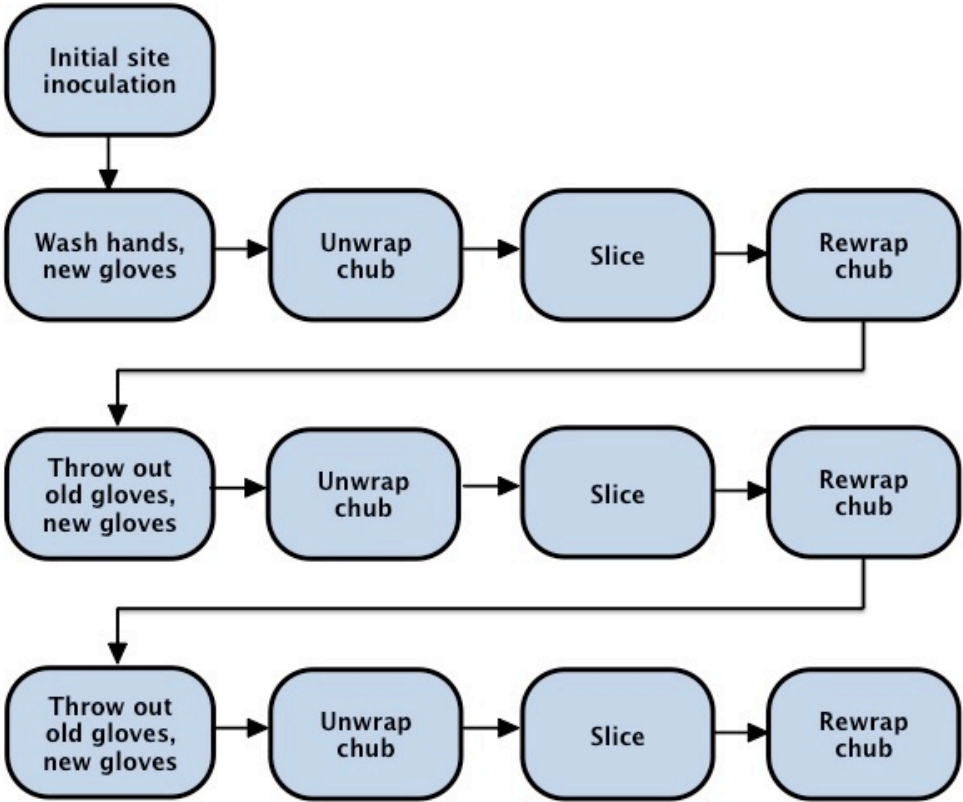 Initial site
inoculation
Wash hands,
new gloves
Unwrap
chub
Slice
Rewrap
chub
Throw out
old gloves,
new gloves
Unwrap
chub
Slice
Rewrap
chub
Throw out
old gloves,
new gloves
Unwrap
chub
Slice
Rewrap
chub